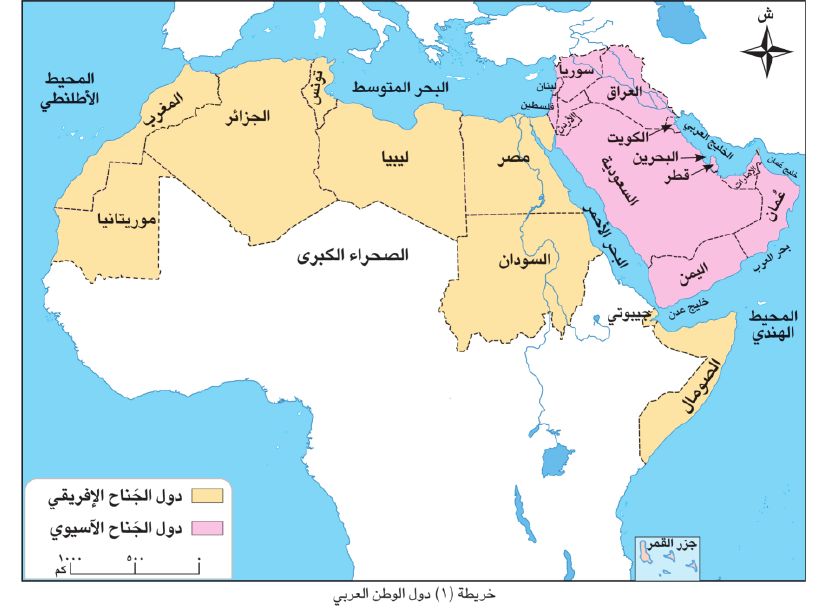 ش
المحيط
الأطلنطي
البحر المتوسط
تونس
المغرب
الجزائر
ليبيا
مصر
موريتانيا
السودان
الصحراء الكبرى
سوريا
لبنان
فلسطين
الأردن
العراق
الكويت
البحرين
قطر
الخليج العربي
خليج عمان
الإمارات
السعودية
عُمان
اليمن
بحر العرب
البحر الأحمر
خليج عدن
جيبوتي
المحيط
الهندي
الصومال
جزر القمر
دول الجَناح الإفريقي
دول الجَناح الآسيوي
٠ ٥٠٠ ١٠٠٠
كم
خريطة (١) دول الوطن العربي